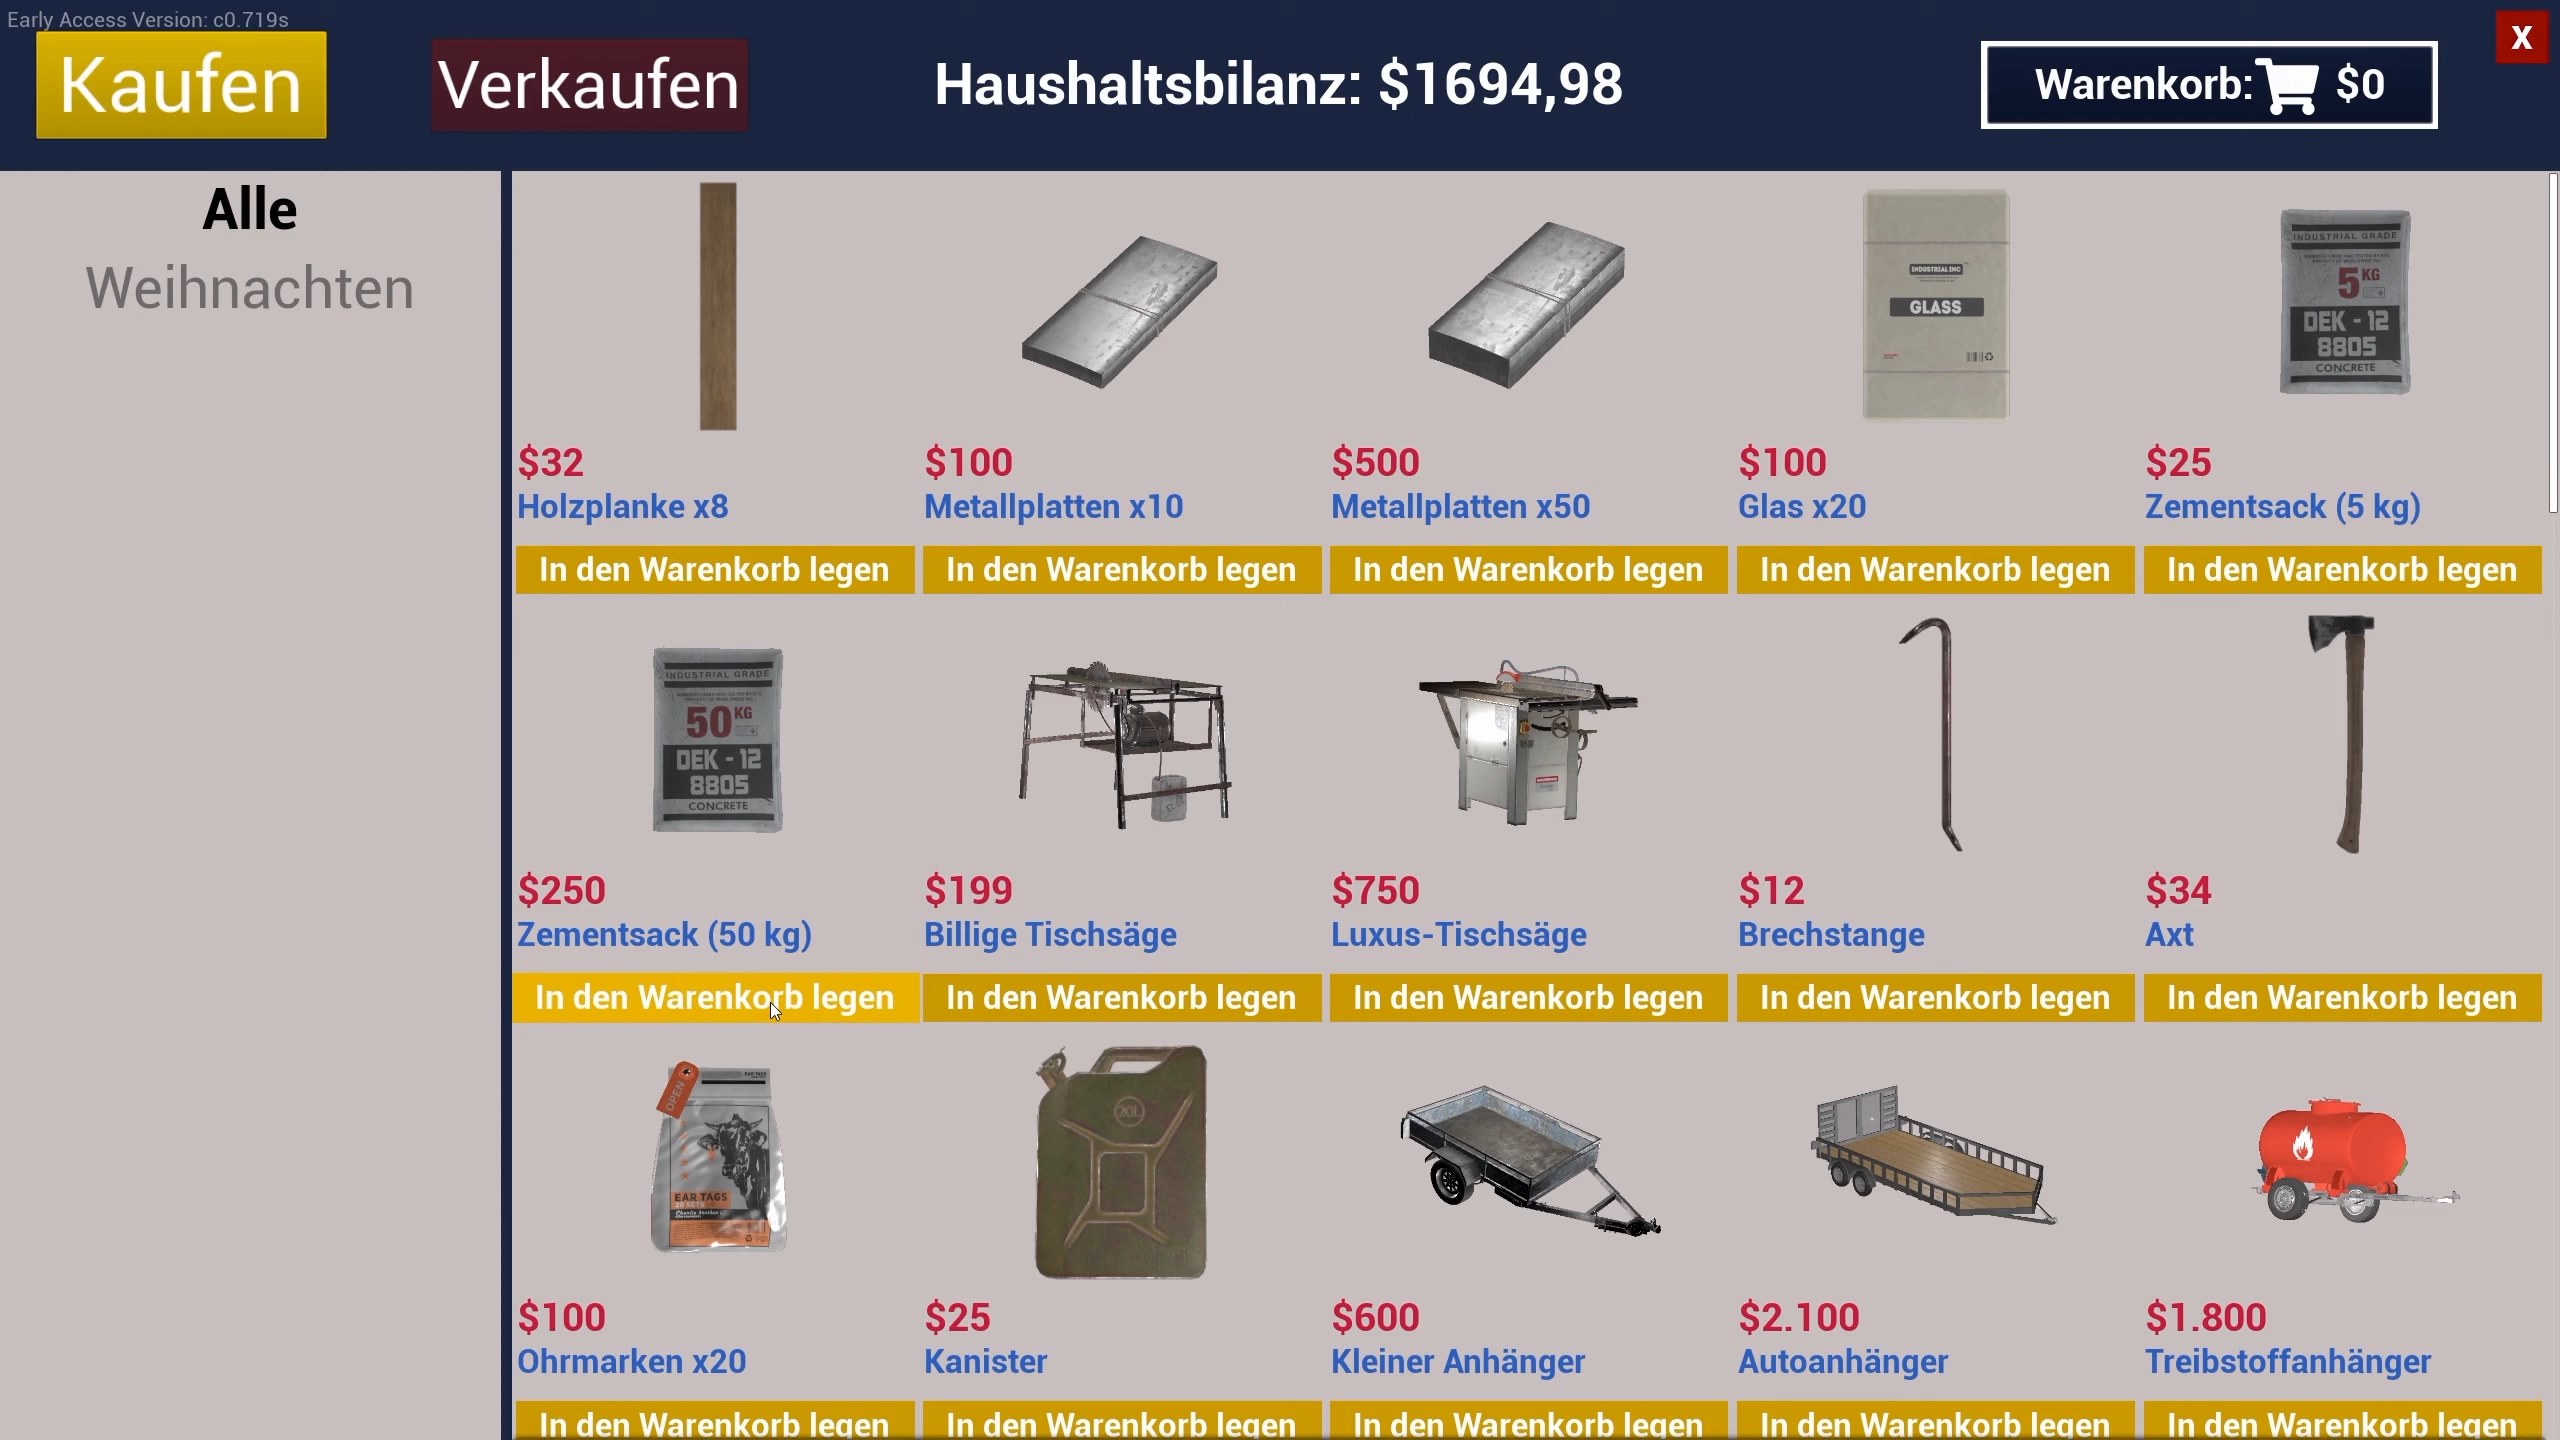 Early Access Version: c0.719s
Kaufen
Verkaufen
Haushaltsbilanz: $1694,98
Warenkorb: $0
X
Alle
Weihnachten
INDUSTRIAL INC
GLASS
INDUSTRIAL GRADE
5 KG
DEK - 12
8805
CONCRETE
$32
$100
$500
$100
$25
Holzplanke x8
Metallplatten x10
Metallplatten x50
Glas x20
Zementsack (5 kg)
In den Warenkorb legen
In den Warenkorb legen
In den Warenkorb legen
In den Warenkorb legen
In den Warenkorb legen
INDUSTRIAL GRADE
50 KG
DEK - 12
8805
CONCRETE
$250
$199
$750
$12
$34
Zementsack (50 kg)
Billige Tischsäge
Luxus-Tischsäge
Brechstange
Axt
In den Warenkorb legen
In den Warenkorb legen
In den Warenkorb legen
In den Warenkorb legen
In den Warenkorb legen
OPEN
EAR TAGS
EAR TAGS
20L
$100
$25
$600
$2.100
$1.800
Ohrmarken x20
Kanister
Kleiner Anhänger
Autoanhänger
Treibstoffanhänger
In den Warenkorb legen
In den Warenkorb legen
In den Warenkorb legen
In den Warenkorb legen
In den Warenkorb legen